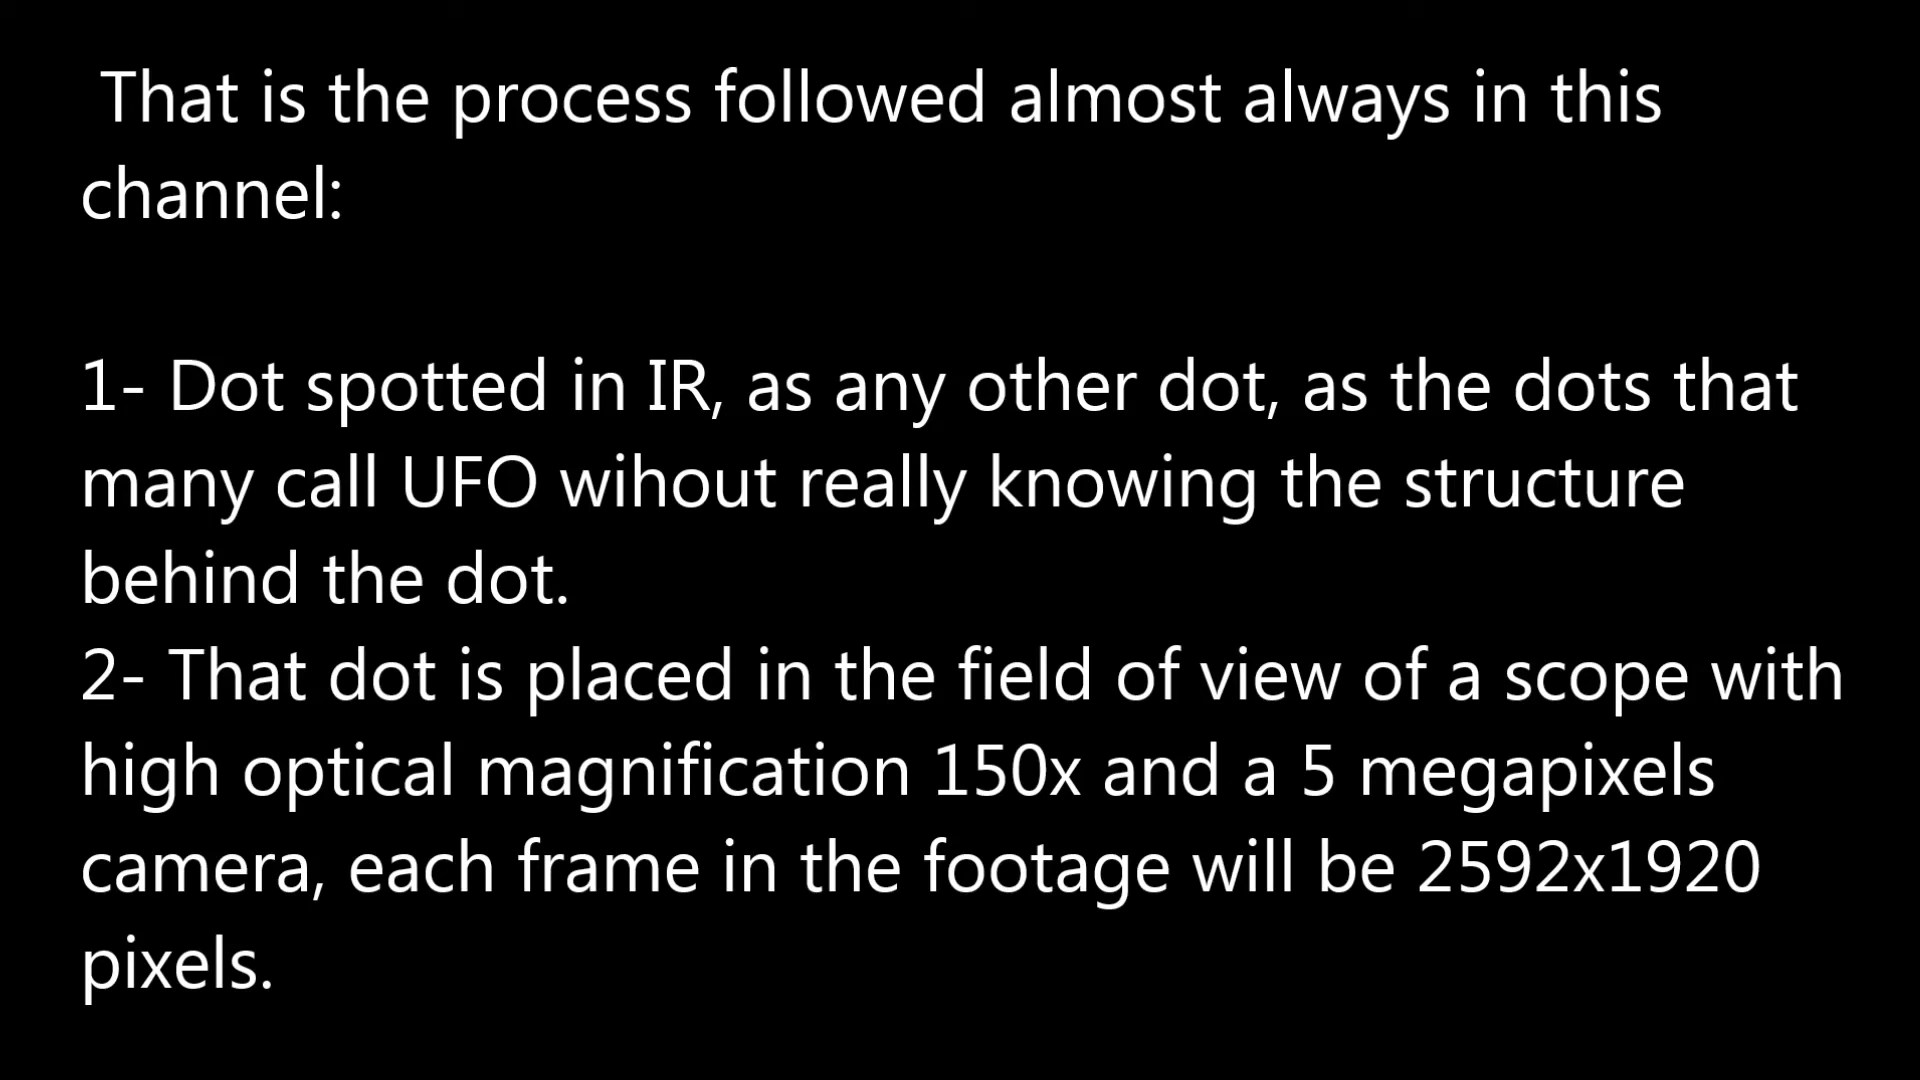 That is the process followed almost always in this
channel:
1- Dot spotted in IR, as any other dot, as the dots that
many call UFO wihout really knowing the structure
behind the dot.
2- That dot is placed in the field of view of a scope with
high optical magnification 150x and a 5 megapixels
camera, each frame in the footage will be 2592x1920
pixels.